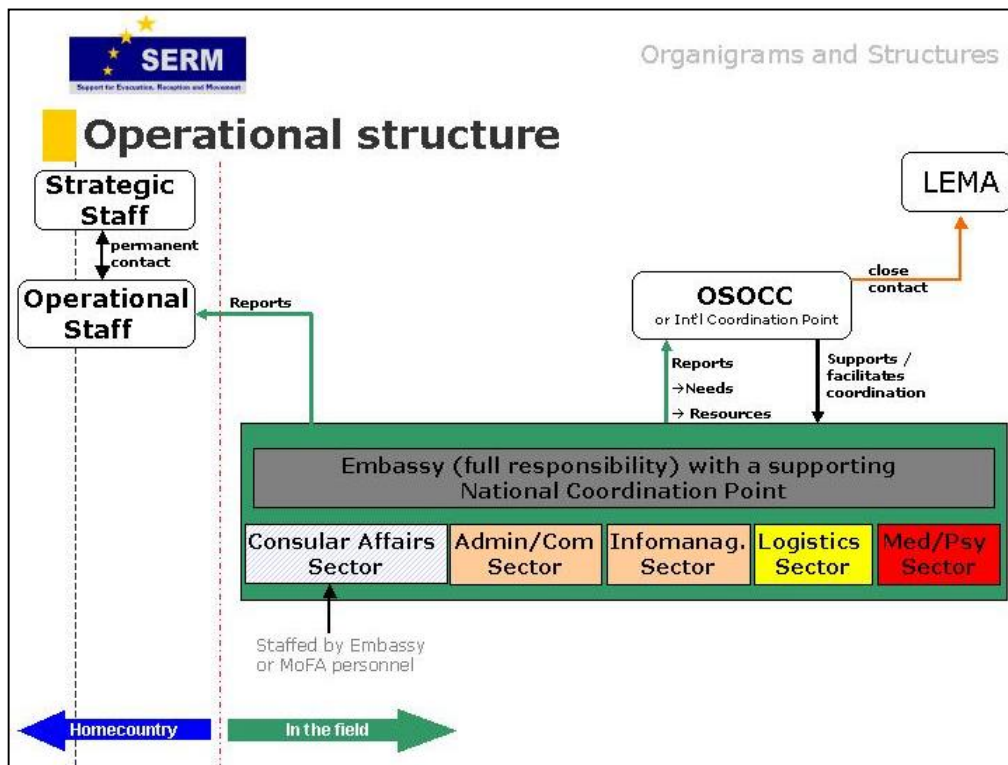 SERM
Support for Evacuation, Reception and Movement
Organigrams and Structures
Operational structure
Strategic
Staff
permanent
contact
Operational
Staff
Reports
LEMA
close
contact
OSOCC
or Int'l Coordination Point
Reports
→Needs
→ Resources
Supports /
facilitates
coordination
Embassy (full responsibility) with a supporting
National Coordination Point
Consular Affairs
Sector
Admin/Com
Sector
Infomanag.
Sector
Logistics
Sector
Med/Psy
Sector
Staffed by Embassy
or MoFA personnel
Homecountry
In the field